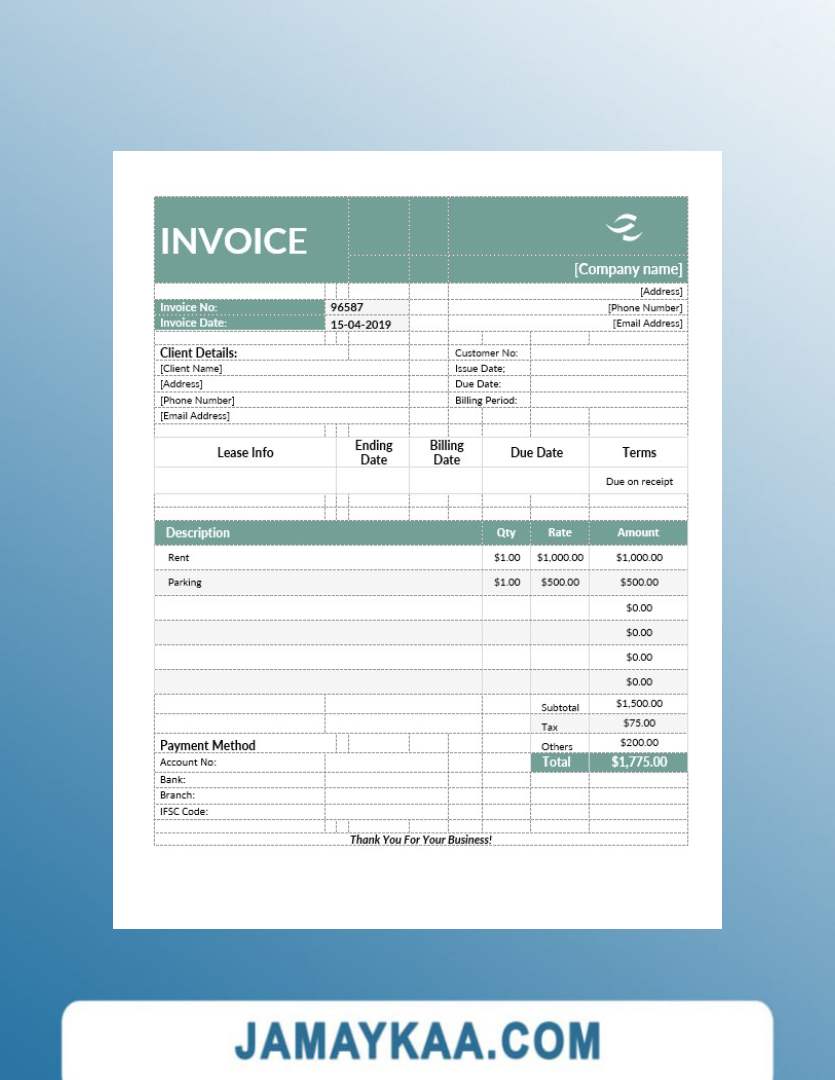 INVOICE
[Company name]
[Address]
Invoice No: 96587 [Phone Number]
Invoice Date: 15-04-2019 [Email Address]
Client Details: Customer No:
[Client Name] Issue Date;
[Address] Due Date:
[Phone Number] Billing Period:
[Email Address]
Lease Info Ending Date Billing Date Due Date Terms
Due on receipt
Description Qty Rate Amount
Rent $1.00 $1,000.00 $1,000.00
Parking $1.00 $500.00 $500.00
$0.00
$0.00
$0.00
$0.00
Subtotal $1,500.00
Tax $75.00
Payment Method Others $200.00
Account No: Total $1,775.00
Bank:
Branch:
IFSC Code:
Thank You For Your Business!
JAMAYKAA.COM